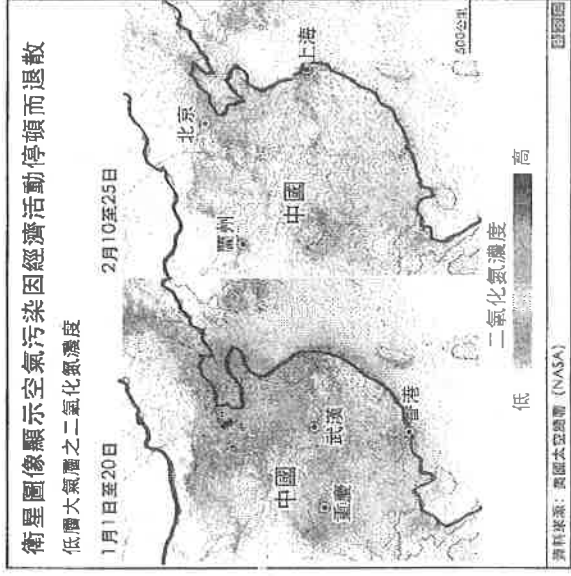 衛星圖像顯示空氣污染因經濟活動停頓而退散
低層大氣層之二氧化氮濃度
1月1日至20日
2月10至25日
中國
重慶
武漢
香港
北京
蘭州
中國
上海
500公里
二氧化氮濃度
低
高
資料來源：美國太空總署（NASA）